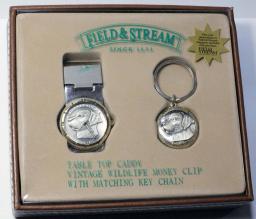 FIELD & STREAM
SINCE 1871
TABLE TOP CADDY
VINTAGE WILDLIFE MONEY CLIP
WITH MATCHING KEY CHAIN